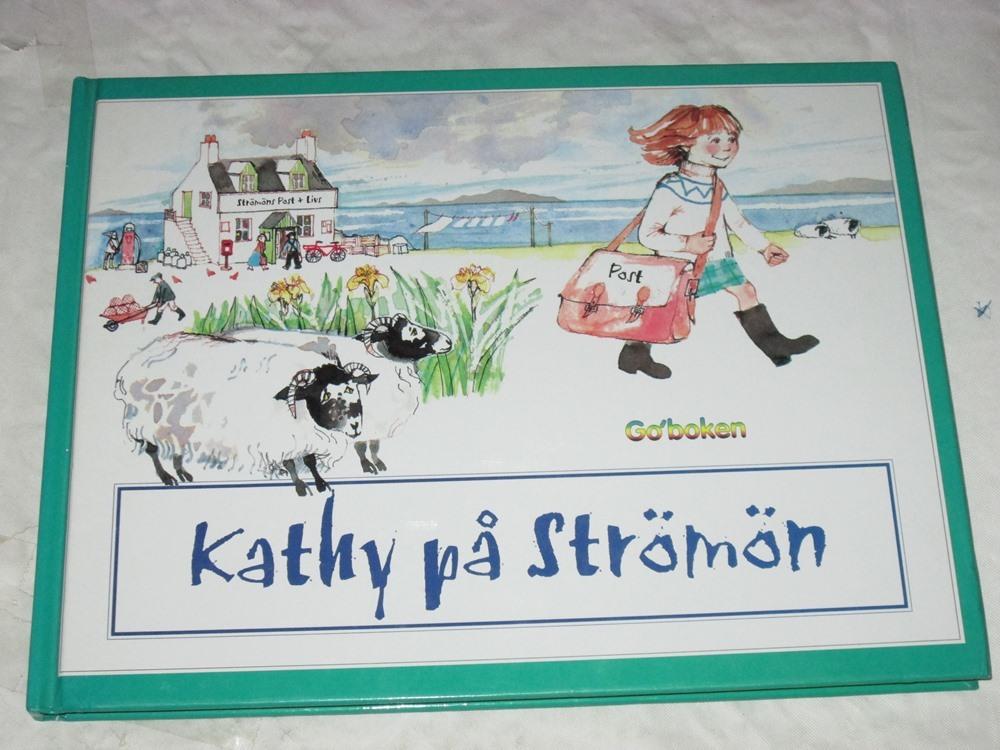 Strömöns Post + Livs
Post
Go'boken
Kathy på Strömön